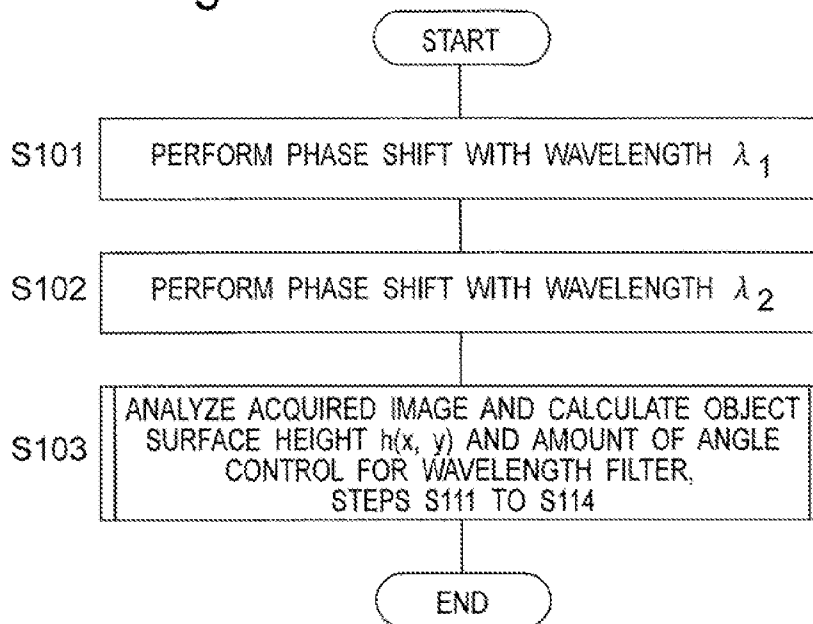 START
S101 PERFORM PHASE SHIFT WITH WAVELENGTH λ1
S102 PERFORM PHASE SHIFT WITH WAVELENGTH λ2
S103
ANALYZE ACQUIRED IMAGE AND CALCULATE OBJECT
SURFACE HEIGHT h(x, y) AND AMOUNT OF ANGLE
CONTROL FOR WAVELENGTH FILTER,
STEPS S111 TO S114
END